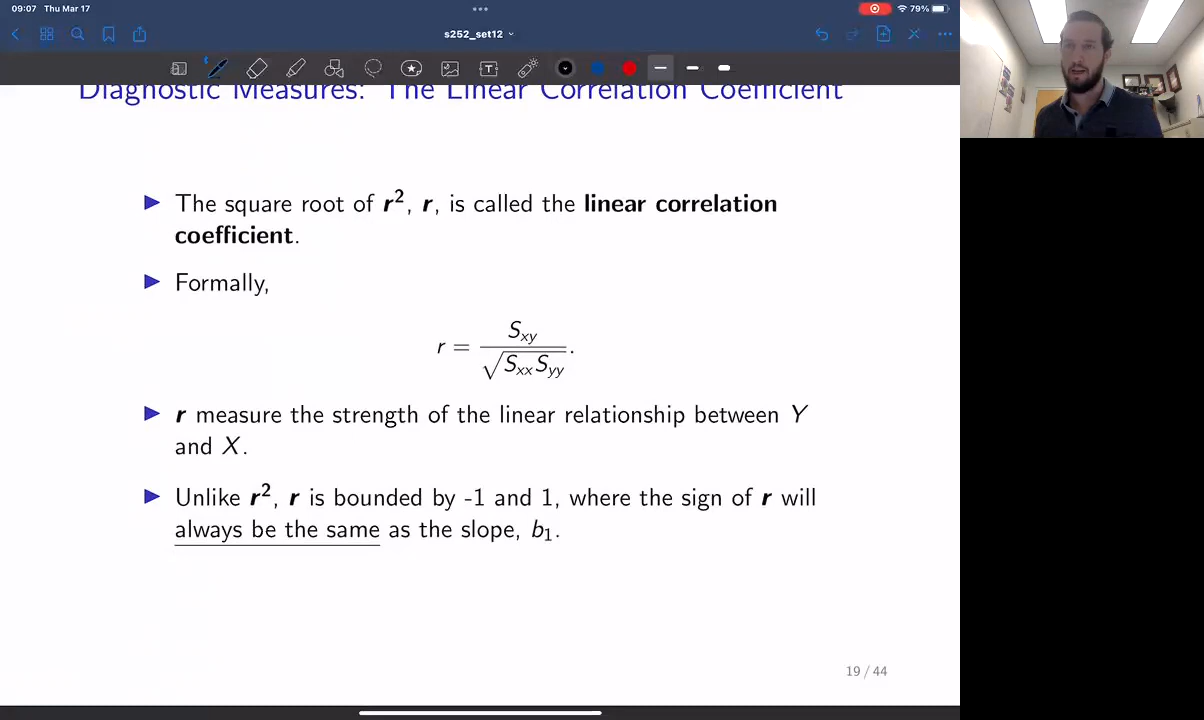 09:07 Thu Mar 17
79%
s252_set12
Diagnostic Measures: The Linear Correlation Coefficient
The square root of r², r, is called the linear correlation
coefficient.
Formally,
r = S_xy / √(S_xx S_yy).
r measure the strength of the linear relationship between Y
and X.
Unlike r², r is bounded by -1 and 1, where the sign of r will
always be the same as the slope, b₁.
19 / 44